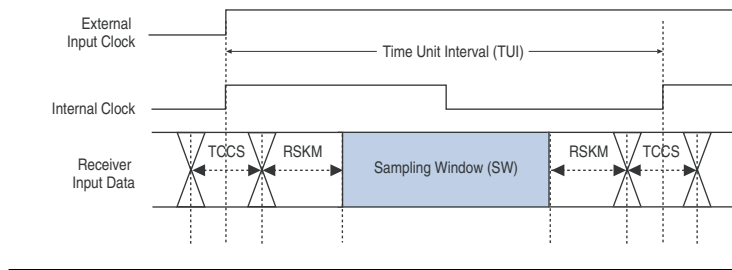 External
Input Clock
Time Unit Interval (TUI)
Internal Clock
Receiver
Input Data
TCCS
RSKM
Sampling Window (SW)
RSKM
TCCS